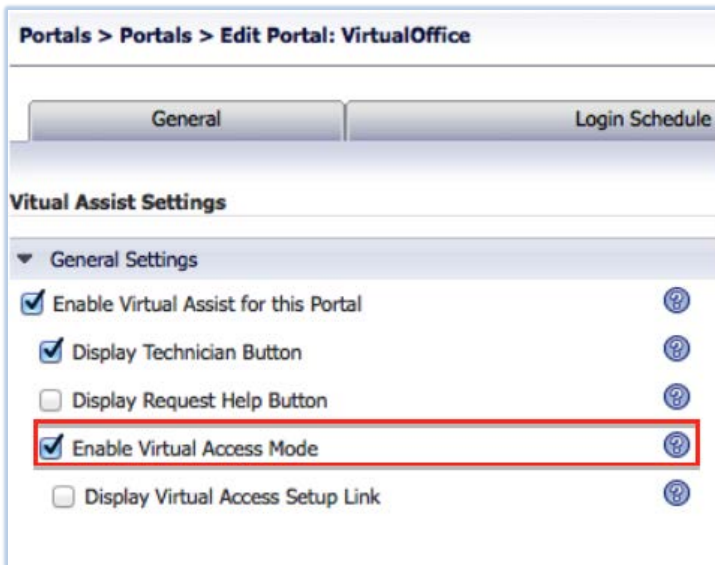 Portals > Portals > Edit Portal: VirtualOffice
General
Login Schedule
Vitual Assist Settings
General Settings
Enable Virtual Assist for this Portal
Display Technician Button
Display Request Help Button
Enable Virtual Access Mode
Display Virtual Access Setup Link